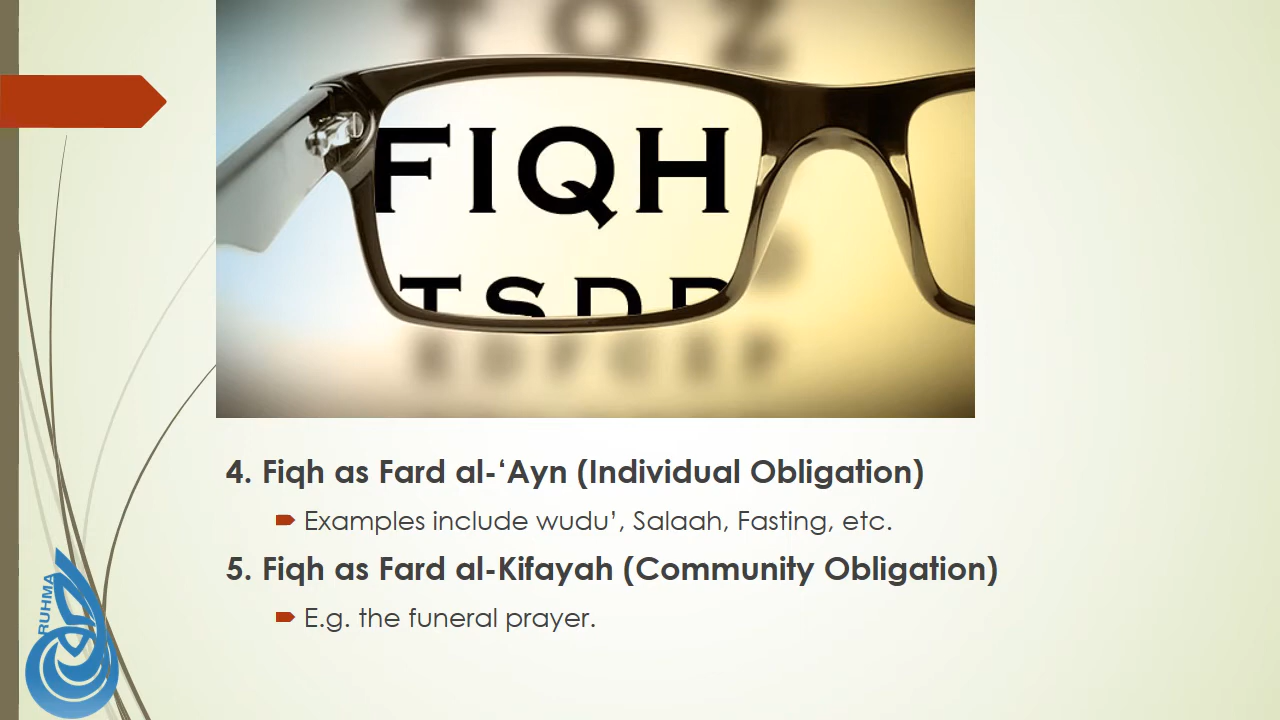 T O Z
FIQH
TSDP
4. Fiqh as Fard al-‘Ayn (Individual Obligation)
Examples include wudu’, Salaah, Fasting, etc.
5. Fiqh as Fard al-Kifayah (Community Obligation)
E.g. the funeral prayer.
RUHMA